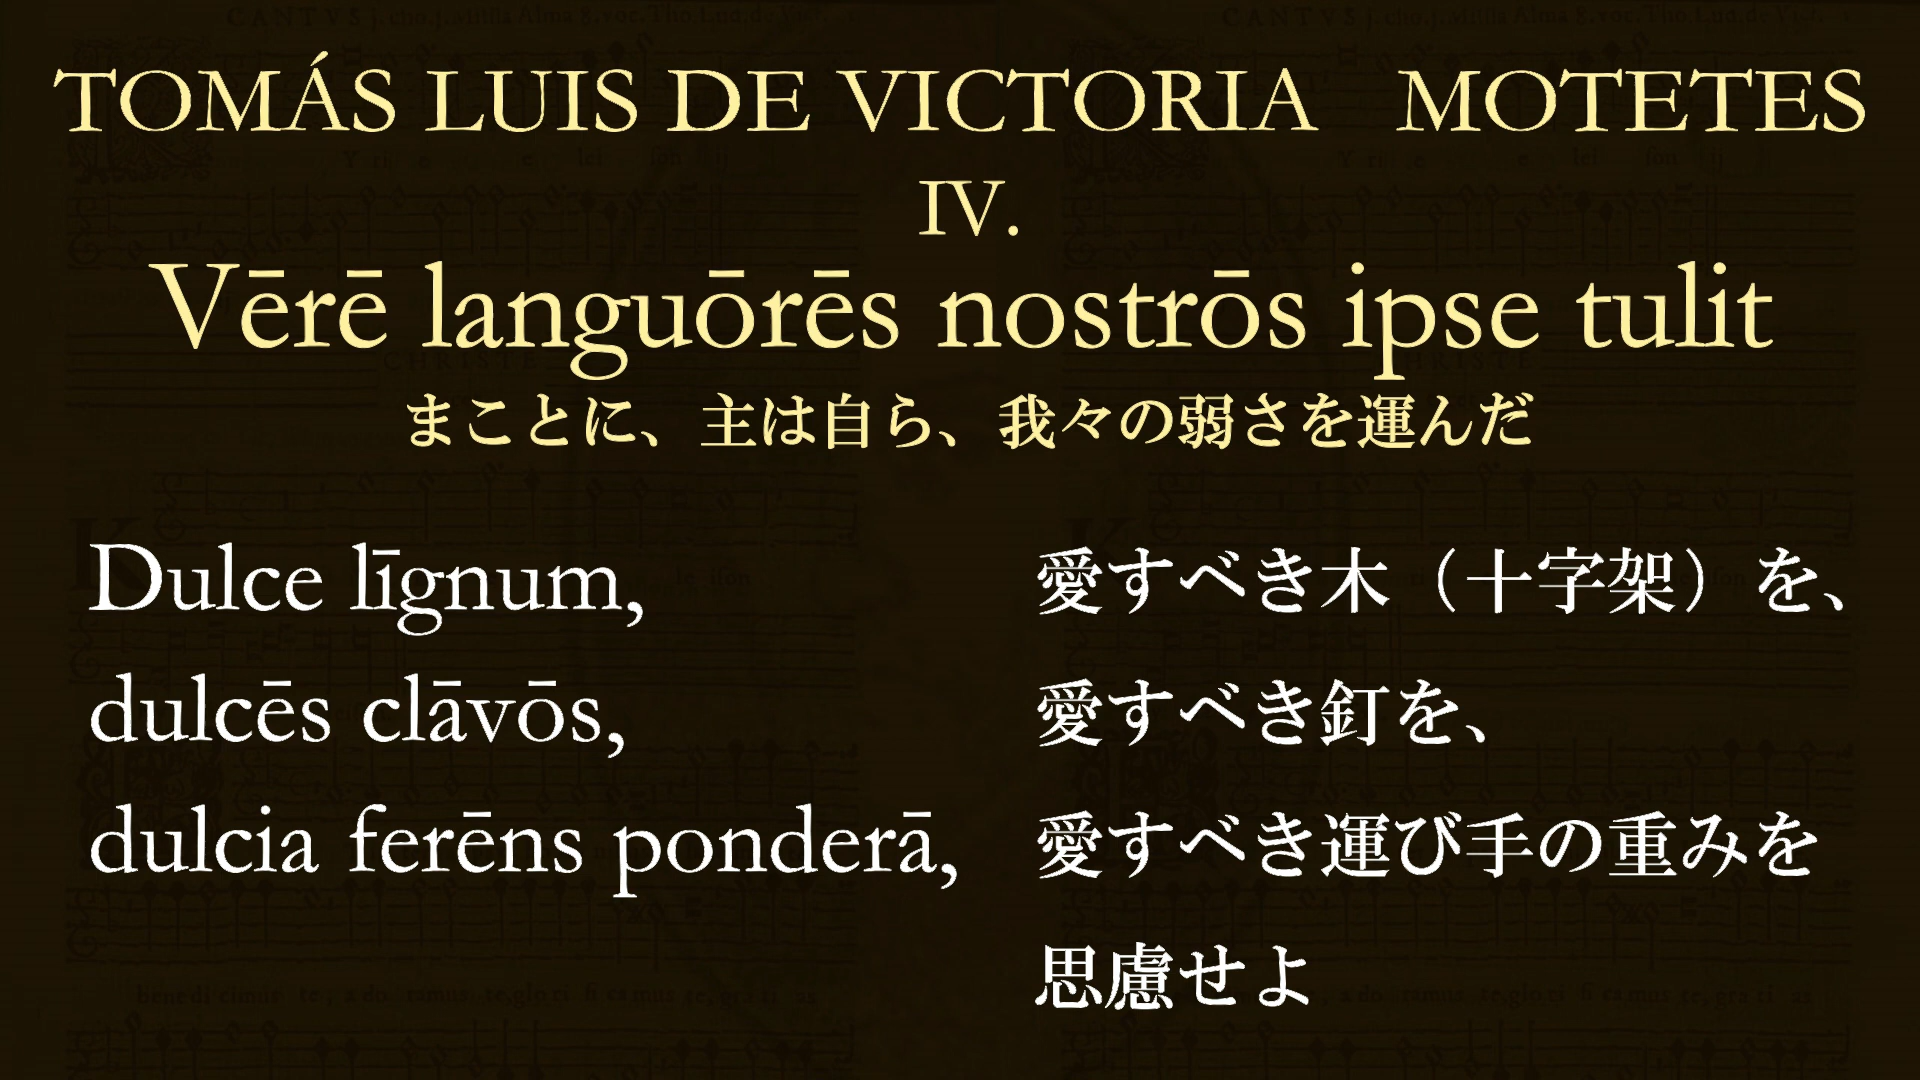 TOMÁS LUIS DE VICTORIA MOTETES
IV.
Vērē languōrēs nostrōs ipse tulit
まことに、主は自ら、我々の弱さを運んだ
Dulce līgnum,
愛すべき木（十字架）を、
dulcēs clāvōs,
愛すべき釘を、
dulcia ferēns ponderā,
愛すべき運び手の重みを
思慮せよ